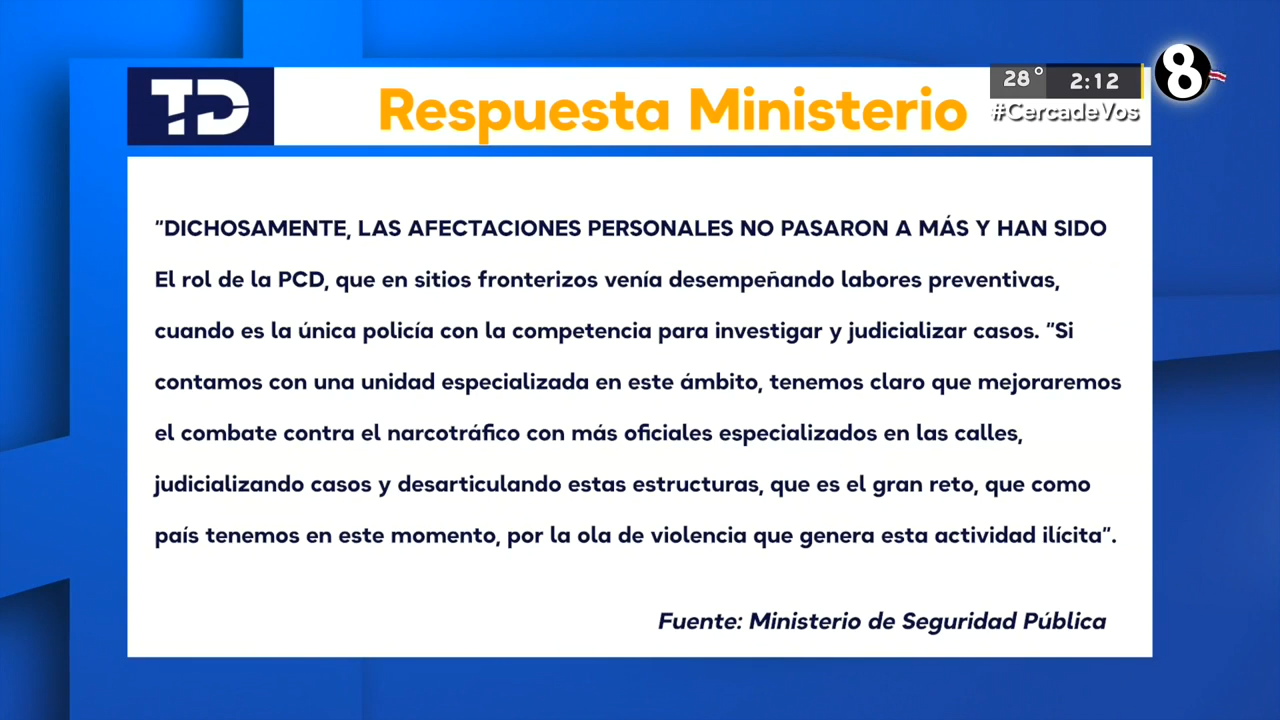 TD
Respuesta Ministerio
28°
2:12
8
#CercadeVos
"DICHOSAMENTE, LAS AFECTACIONES PERSONALES NO PASARON A MÁS Y HAN SIDO
El rol de la PCD, que en sitios fronterizos venía desempeñando labores preventivas,
cuando es la única policía con la competencia para investigar y judicializar casos. "Si
contamos con una unidad especializada en este ámbito, tenemos claro que mejoraremos
el combate contra el narcotráfico con más oficiales especializados en las calles,
judicializando casos y desarticulando estas estructuras, que es el gran reto, que como
país tenemos en este momento, por la ola de violencia que genera esta actividad ilícita".
Fuente: Ministerio de Seguridad Pública